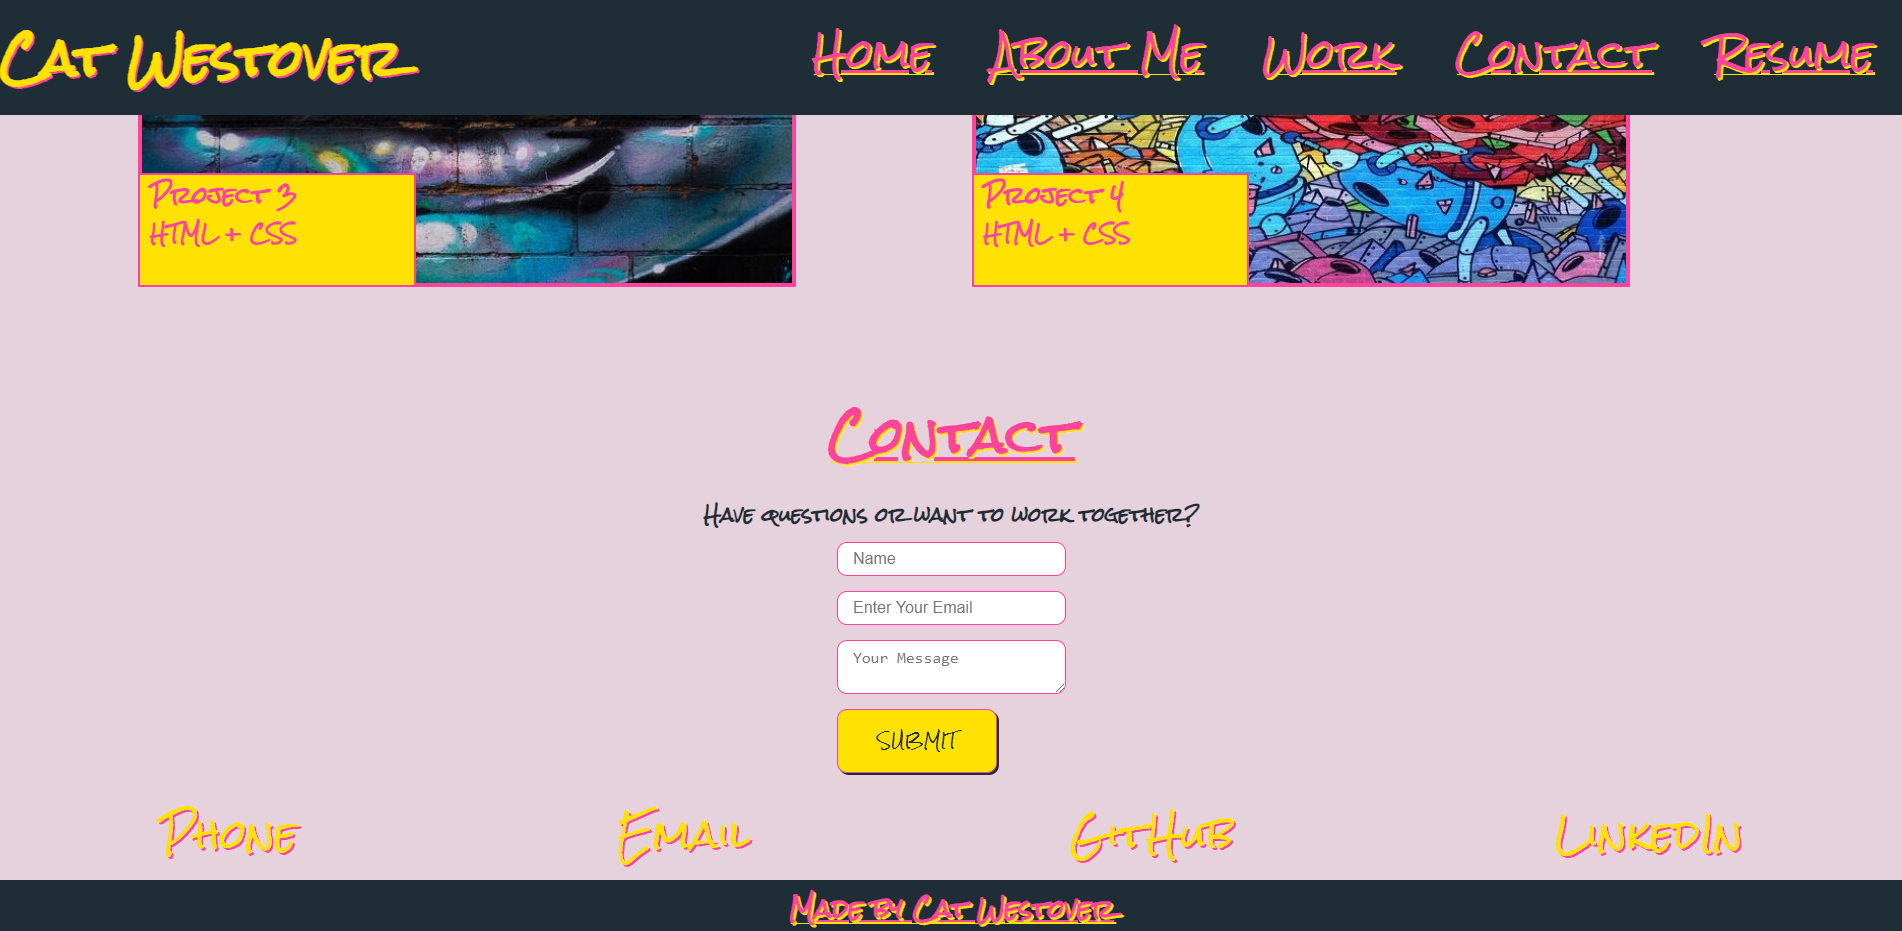 Cat Westover
Home About Me Work Contact Resume
Project 3
HTML + CSS
Project 4
HTML + CSS
Contact
Have questions or want to work together?
Name
Enter Your Email
Your Message
SUBMIT
Phone Email GitHub LinkedIn
Made by Cat Westover